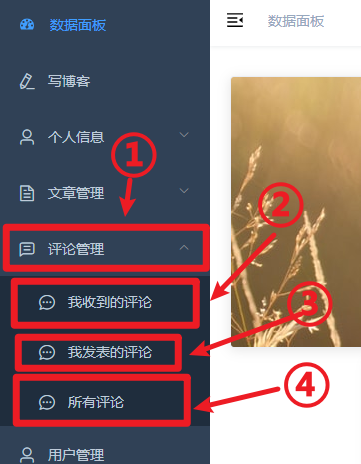 数据面板
数据面板
写博客
个人信息
①
文章管理
②
评论管理
我收到的评论
③
我发表的评论
④
所有评论
用户管理